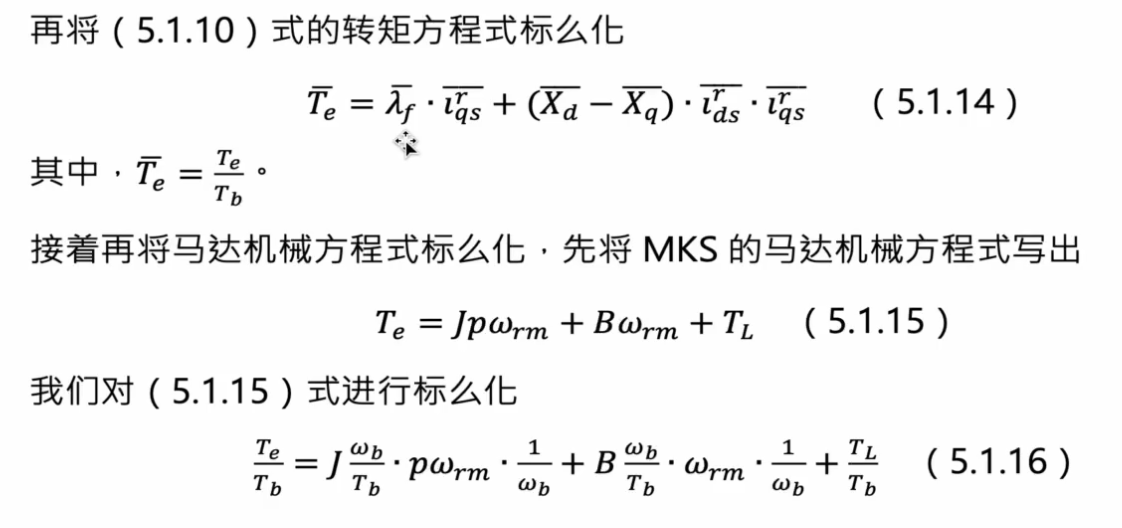 再将（5.1.10）式的转矩方程式标么化
$\overline{T}_e = \overline{\lambda}_f \cdot \overline{i_{qs}^r} + (\overline{X_d} - \overline{X_q}) \cdot \overline{i_{ds}^r} \cdot \overline{i_{qs}^r}$ （5.1.14）
其中，$\overline{T}_e = \frac{T_e}{T_b}$。
接着再将马达机械方程式标么化，先将 MKS 的马达机械方程式写出
$T_e = Jp\omega_{rm} + B\omega_{rm} + T_L$ （5.1.15）
我们对（5.1.15）式进行标么化
$\frac{T_e}{T_b} = J\frac{\omega_b}{T_b} \cdot p\omega_{rm} \cdot \frac{1}{\omega_b} + B\frac{\omega_b}{T_b} \cdot \omega_{rm} \cdot \frac{1}{\omega_b} + \frac{T_L}{T_b}$ （5.1.16）